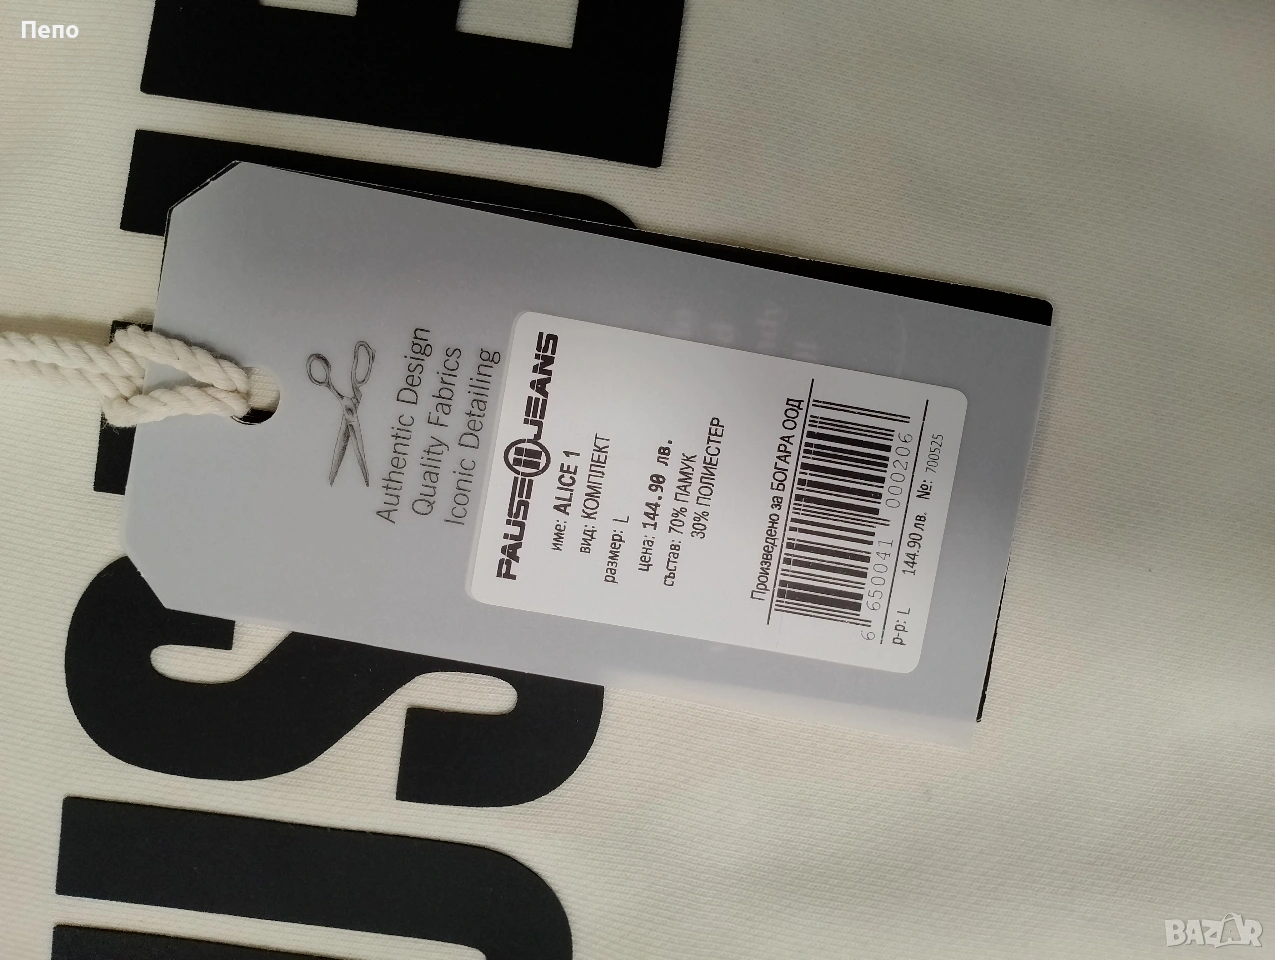 Пепо
Authentic Design
Quality Fabrics
Iconic Detailing
PAUSE JEANS
име: ALICE 1
вид: КОМПЛЕКТ
размер: L
цена: 144.90 лв.
състав: 70% ПАМУК
30% ПОЛИЕСТЕР
Произведено за БОГАРА ООД
6 650041 000206
р-р: L 144.90 лв. №: 700525
BAZAR